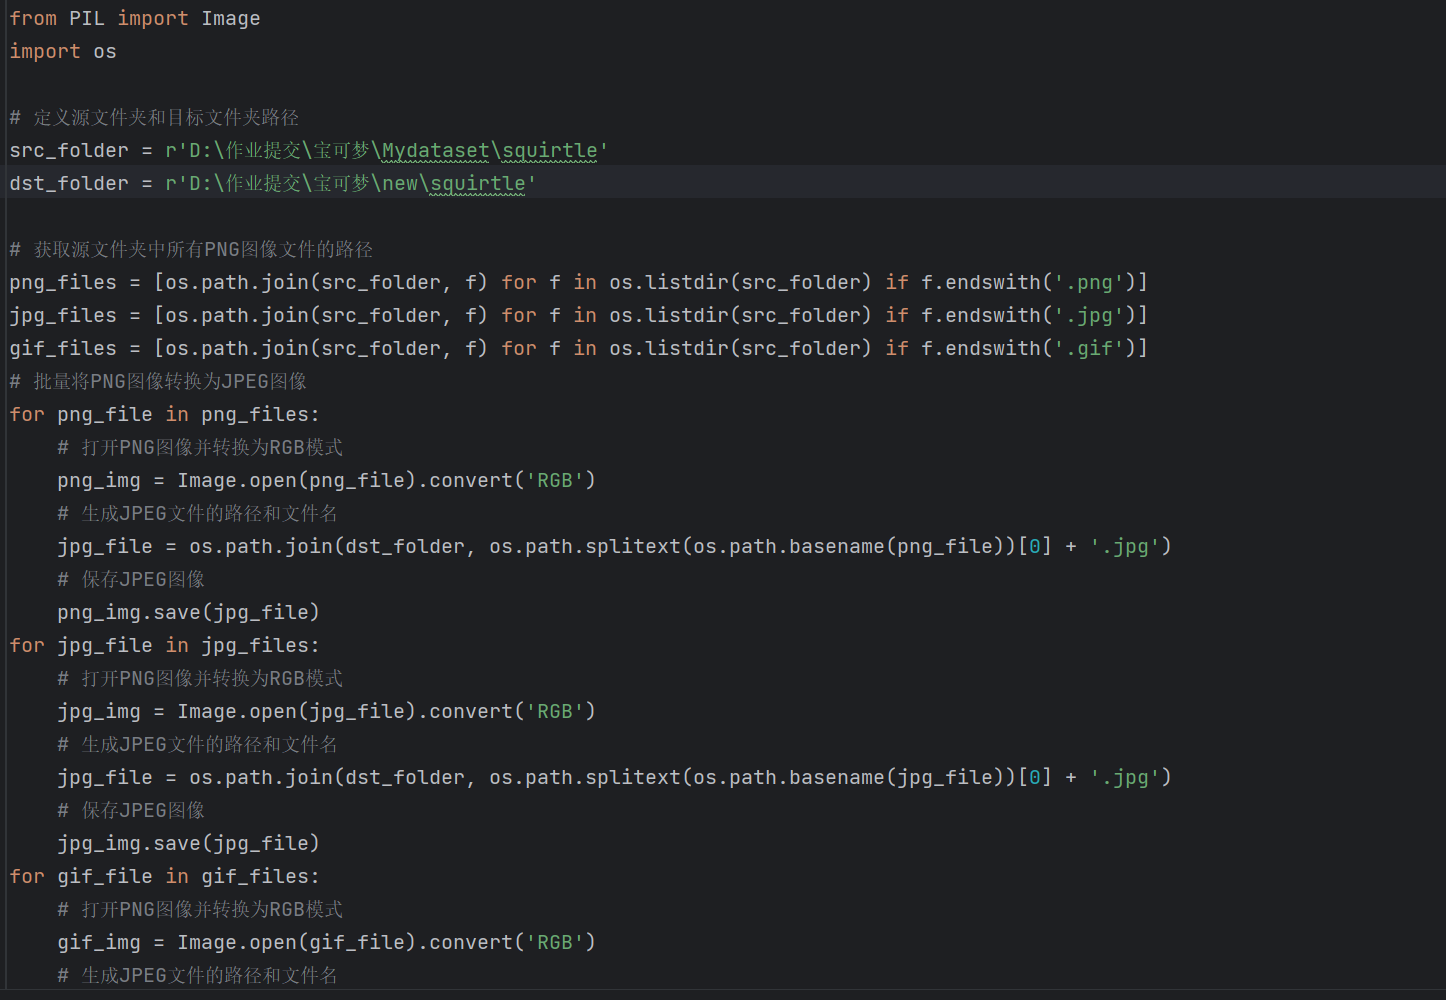 from PIL import Image
import os
# 定义源文件夹和目标文件夹路径
src_folder = r'D:\作业提交\宝可梦\Mydataset\squirtle'
dst_folder = r'D:\作业提交\宝可梦\new\squirtle'
# 获取源文件夹中所有PNG图像文件的路径
png_files = [os.path.join(src_folder, f) for f in os.listdir(src_folder) if f.endswith('.png')]
jpg_files = [os.path.join(src_folder, f) for f in os.listdir(src_folder) if f.endswith('.jpg')]
gif_files = [os.path.join(src_folder, f) for f in os.listdir(src_folder) if f.endswith('.gif')]
# 批量将PNG图像转换为JPEG图像
for png_file in png_files:
    # 打开PNG图像并转换为RGB模式
    png_img = Image.open(png_file).convert('RGB')
    # 生成JPEG文件的路径和文件名
    jpg_file = os.path.join(dst_folder, os.path.splitext(os.path.basename(png_file))[0] + '.jpg')
    # 保存JPEG图像
    png_img.save(jpg_file)
for jpg_file in jpg_files:
    # 打开PNG图像并转换为RGB模式
    jpg_img = Image.open(jpg_file).convert('RGB')
    # 生成JPEG文件的路径和文件名
    jpg_file = os.path.join(dst_folder, os.path.splitext(os.path.basename(jpg_file))[0] + '.jpg')
    # 保存JPEG图像
    jpg_img.save(jpg_file)
for gif_file in gif_files:
    # 打开PNG图像并转换为RGB模式
    gif_img = Image.open(gif_file).convert('RGB')
    # 生成JPEG文件的路径和文件名